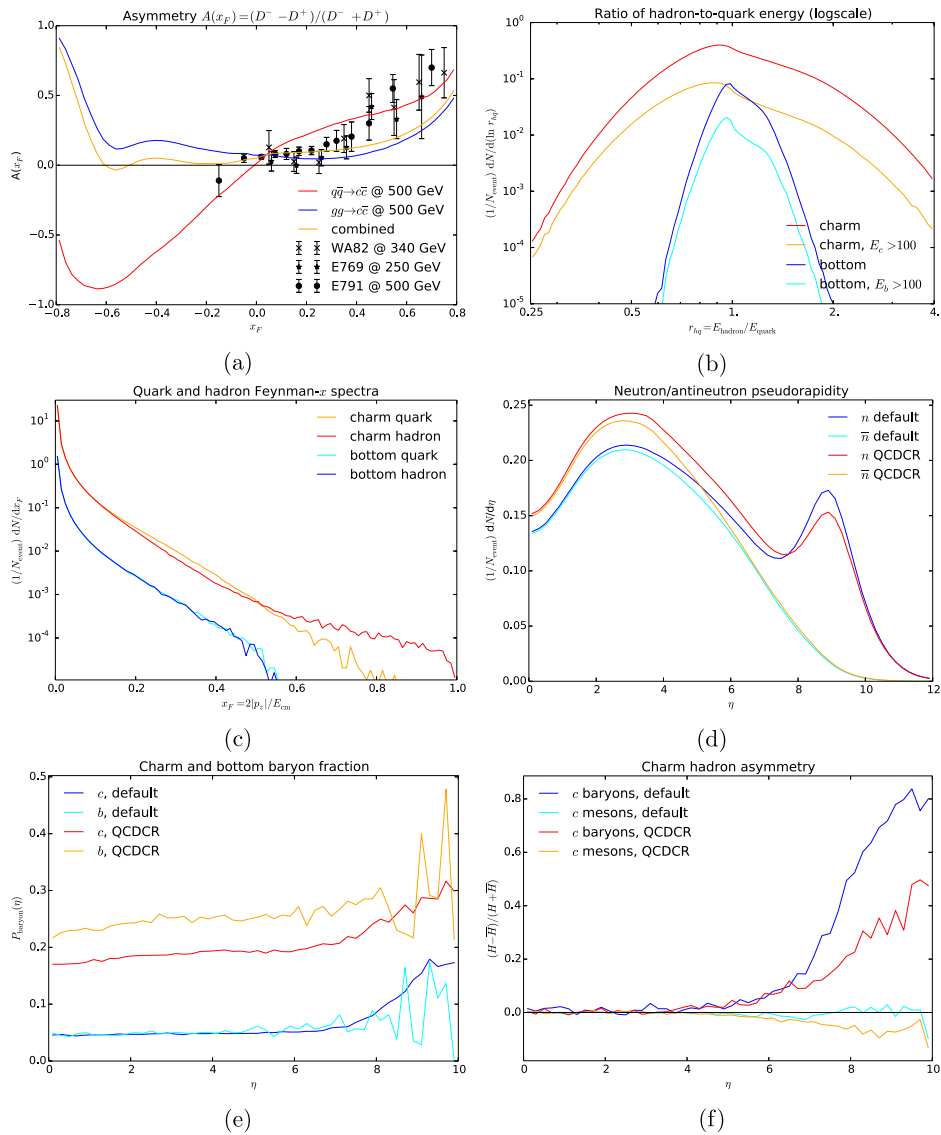 Asymmetry A(x_F)=(D⁻ −D⁺)/(D⁻ +D⁺)
A(x_F)
1.0
0.5
0.0
−0.5
−1.0
qq̅→cc̅ @ 500 GeV
gg→cc̅ @ 500 GeV
combined
WA82 @ 340 GeV
E769 @ 250 GeV
E791 @ 500 GeV
−0.8 −0.6 −0.4 −0.2 0.0 0.2 0.4 0.6 0.8
x_F
(a)
Ratio of hadron-to-quark energy (logscale)
(1/N_event) dN/d(ln r_hq)
10⁰
10⁻¹
10⁻²
10⁻³
10⁻⁴
10⁻⁵
charm
charm, E_c >100
bottom
bottom, E_b >100
0.25 0.5 1. 2. 4.
r_hq=E_hadron/E_quark
(b)
Quark and hadron Feynman-x spectra
(1/N_event) dN/dx_F
10¹
10⁰
10⁻¹
10⁻²
10⁻³
10⁻⁴
charm quark
charm hadron
bottom quark
bottom hadron
0.0 0.2 0.4 0.6 0.8 1.0
x_F=2|p_z|/E_cm
(c)
Neutron/antineutron pseudorapidity
(1/N_event) dN/dη
0.25
0.20
0.15
0.10
0.05
0.00
n default
n̅ default
n QCDCR
n̅ QCDCR
0 2 4 6 8 10 12
η
(d)
Charm and bottom baryon fraction
P_baryon(η)
0.5
0.4
0.3
0.2
0.1
0.0
c, default
b, default
c, QCDCR
b, QCDCR
0 2 4 6 8 10
η
(e)
Charm hadron asymmetry
(H−H̅)/(H+H̅)
0.8
0.6
0.4
0.2
0.0
c baryons, default
c mesons, default
c baryons, QCDCR
c mesons, QCDCR
0 2 4 6 8 10
η
(f)